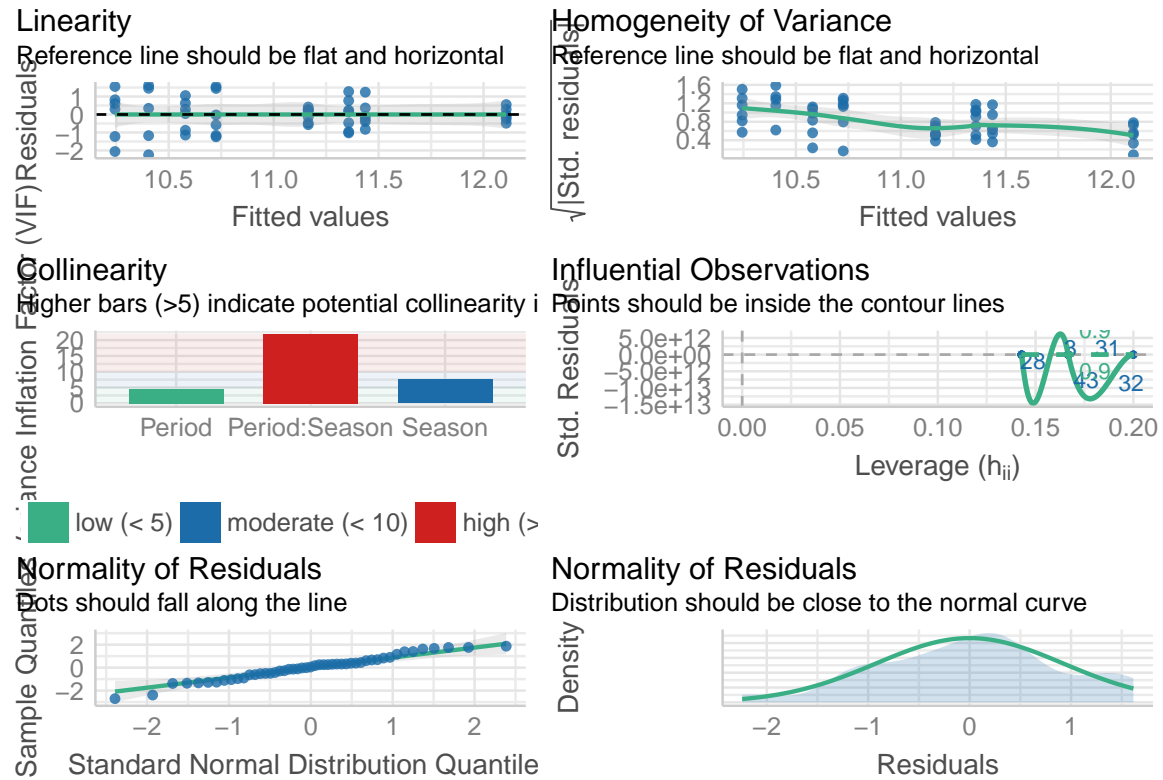 Linearity
Reference line should be flat and horizontal
Residuals
1
0
−1
−2
10.5 11.0 11.5 12.0
Fitted values
Homogeneity of Variance
Reference line should be flat and horizontal
√|Std. residuals|
1.6
1.2
0.8
0.4
10.5 11.0 11.5 12.0
Fitted values
Collinearity
Higher bars (>5) indicate potential collinearity i
Inflation Factor (VIF)
20
15
10
5
0
Period Period:Season Season
low (< 5) moderate (< 10) high (>
Influential Observations
Points should be inside the contour lines
Std. Residuals
5.0e+12
0.0e+00
−5.0e+12
−1.0e+13
−1.5e+13
0.9
28 3 31
0.9
43 32
0.00 0.05 0.10 0.15 0.20
Leverage (hii)
Normality of Residuals
Dots should fall along the line
Sample Quantiles
2
0
−2
−2 −1 0 1 2
Standard Normal Distribution Quantile
Normality of Residuals
Distribution should be close to the normal curve
Density
−2 −1 0 1
Residuals